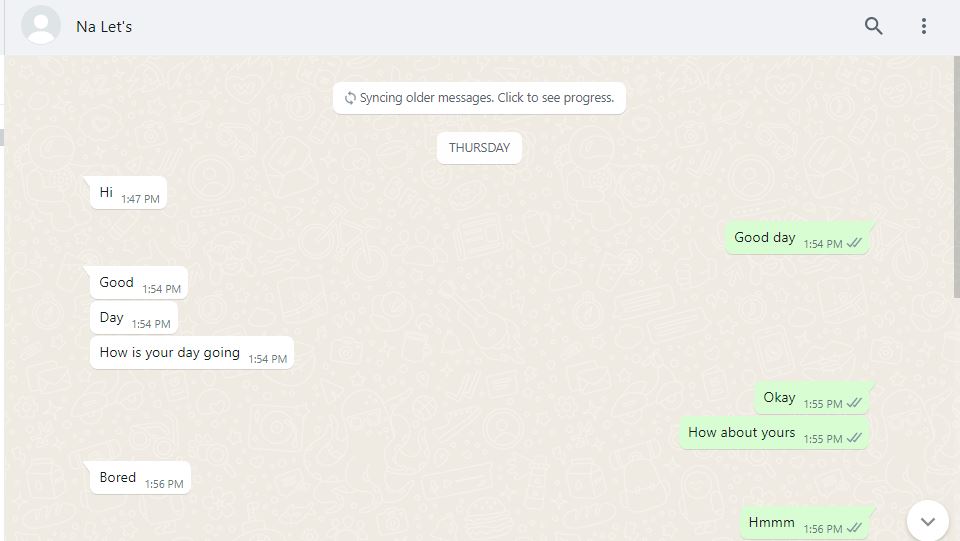 Na Let's
Syncing older messages. Click to see progress.
THURSDAY
Hi 1:47 PM
Good day 1:54 PM
Good 1:54 PM
Day 1:54 PM
How is your day going 1:54 PM
Okay 1:55 PM
How about yours 1:55 PM
Bored 1:56 PM
Hmmm 1:56 PM